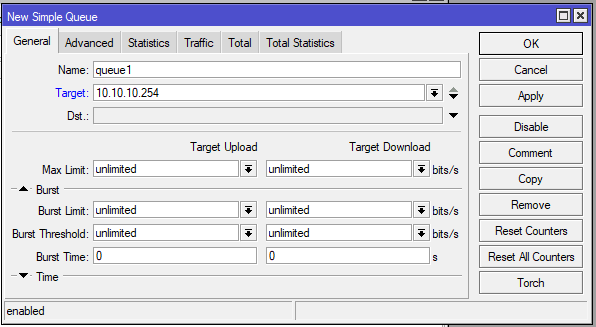 New Simple Queue
General Advanced Statistics Traffic Total Total Statistics
Name: queue1
Target: 10.10.10.254
Dst.:
Target Upload Target Download
Max Limit: unlimited unlimited bits/s
Burst
Burst Limit: unlimited unlimited bits/s
Burst Threshold: unlimited unlimited bits/s
Burst Time: 0 0 s
Time
enabled
OK
Cancel
Apply
Disable
Comment
Copy
Remove
Reset Counters
Reset All Counters
Torch